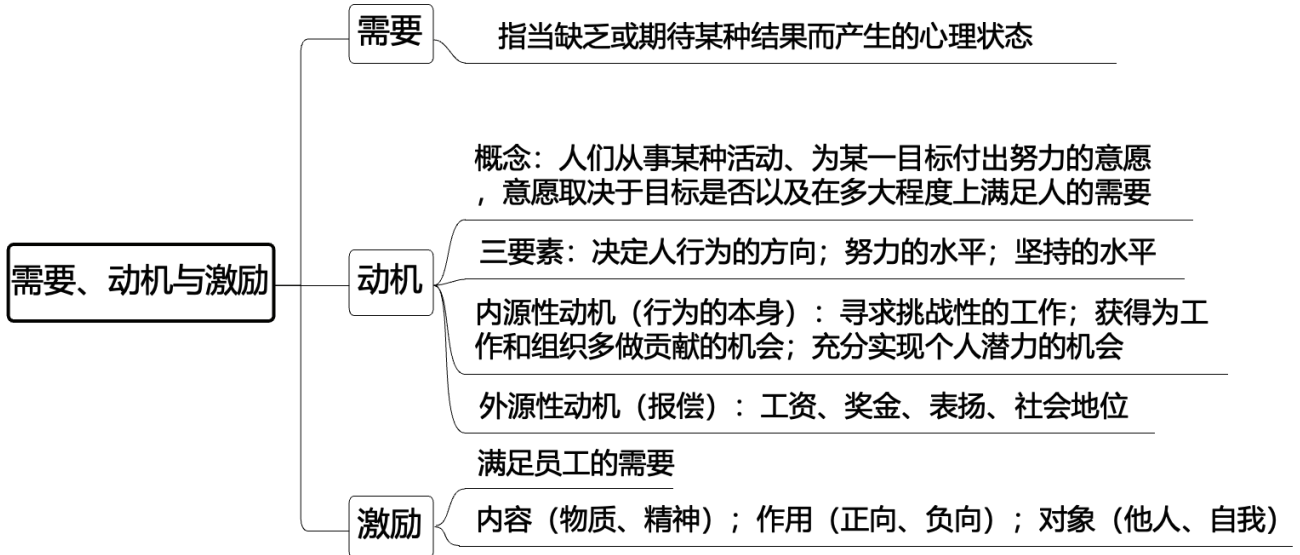 需要
指当缺乏或期待某种结果而产生的心理状态
概念：人们从事某种活动、为某一目标付出努力的意愿
，意愿取决于目标是否以及在多大程度上满足人的需要
三要素：决定人行为的方向；努力的水平；坚持的水平
需要、动机与激励
动机
内源性动机（行为的本身）：寻求挑战性的工作；获得为工
作和组织多做贡献的机会；充分实现个人潜力的机会
外源性动机（报偿）：工资、奖金、表扬、社会地位
满足员工的需要
激励
内容（物质、精神）；作用（正向、负向）；对象（他人、自我）